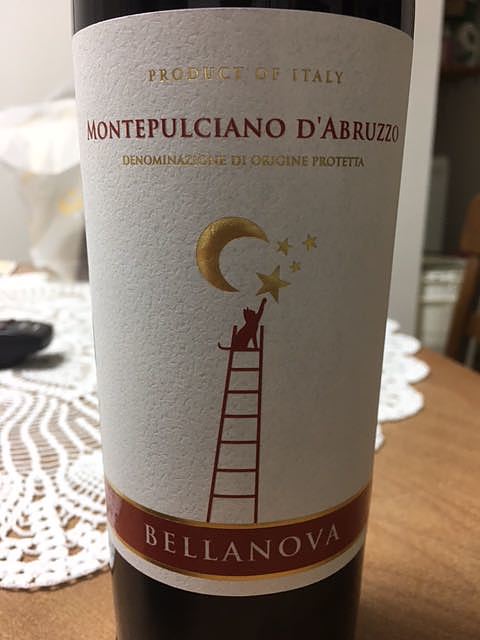 PRODUCT OF ITALY
MONTEPULCIANO D'ABRUZZO
DENOMINAZIONE DI ORIGINE PROTETTA
BELLANOVA